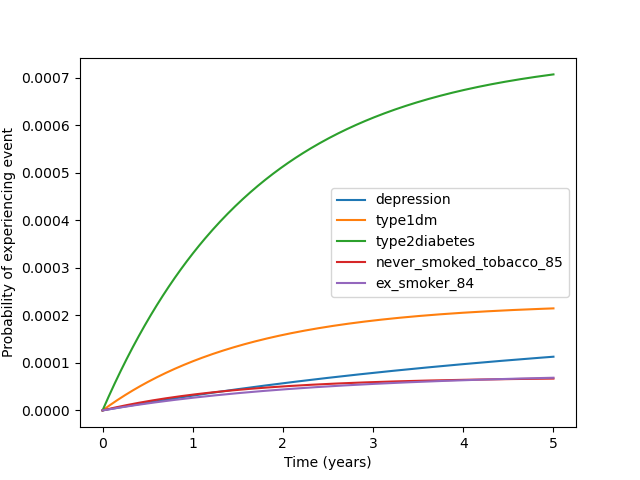 0.0007
0.0006
0.0005
0.0004
0.0003
0.0002
0.0001
0.0000
Probability of experiencing event
depression
type1dm
type2diabetes
never_smoked_tobacco_85
ex_smoker_84
0 1 2 3 4 5
Time (years)